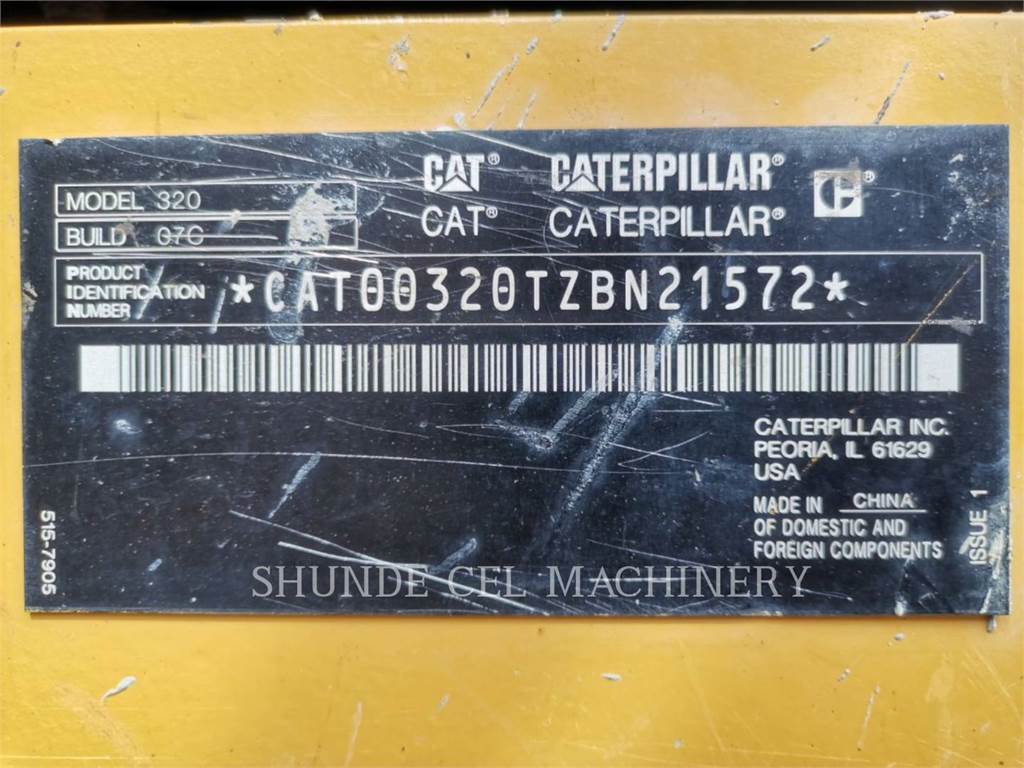 CAT® CATERPILLAR® ®
MODEL 320
CAT® CATERPILLAR®
BUILD 07C
PRODUCT
IDENTIFICATION
NUMBER
*CAT00320TZBN21572*
CATERPILLAR INC.
PEORIA, IL 61629
USA
MADE IN CHINA
OF DOMESTIC AND
FOREIGN COMPONENTS
515-7905
ISSUE 1
SHUNDE CEL MACHINERY